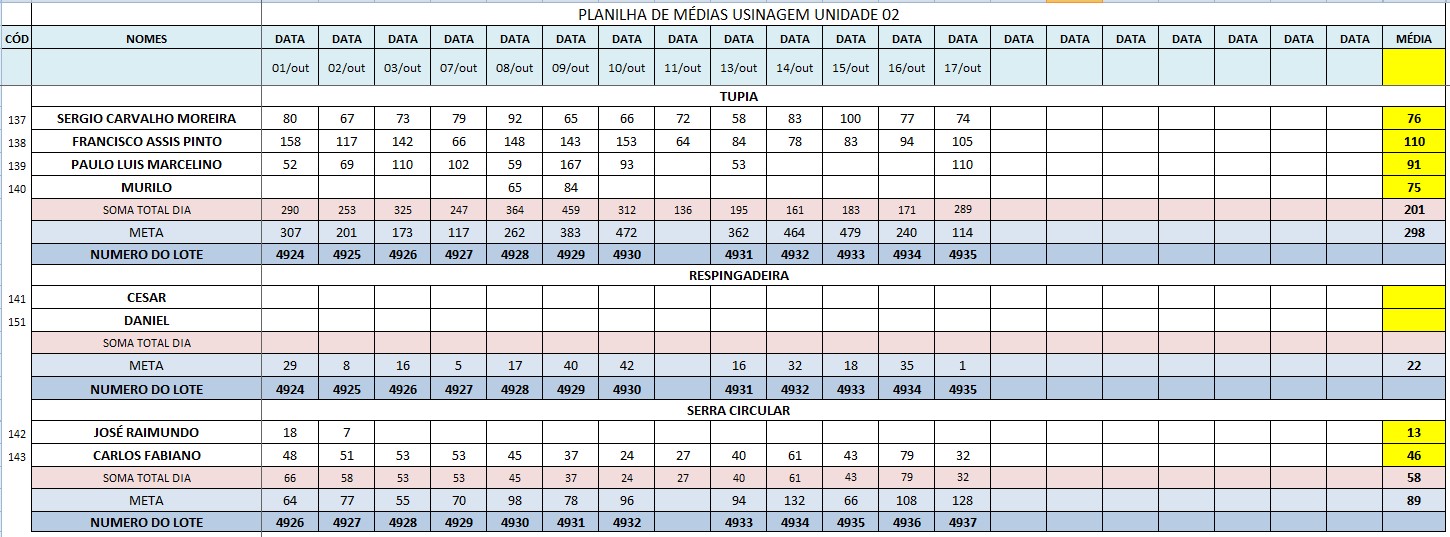 PLANILHA DE MÉDIAS USINAGEM UNIDADE 02
CÓD NOMES DATA DATA DATA DATA DATA DATA DATA DATA DATA DATA DATA DATA DATA DATA DATA DATA DATA DATA DATA DATA MÉDIA
01/out 02/out 03/out 07/out 08/out 09/out 10/out 11/out 13/out 14/out 15/out 16/out 17/out
TUPIA
137 SERGIO CARVALHO MOREIRA 80 67 73 79 92 65 66 72 58 83 100 77 74 76
138 FRANCISCO ASSIS PINTO 158 117 142 66 148 143 153 64 84 78 83 94 105 110
139 PAULO LUIS MARCELINO 52 69 110 102 59 167 93 53 110 91
140 MURILO 65 84 75
SOMA TOTAL DIA 290 253 325 247 364 459 312 136 195 161 183 171 289 201
META 307 201 173 117 262 383 472 362 464 479 240 114 298
NUMERO DO LOTE 4924 4925 4926 4927 4928 4929 4930 4931 4932 4933 4934 4935
RESPINGADEIRA
141 CESAR
151 DANIEL
SOMA TOTAL DIA
META 29 8 16 5 17 40 42 16 32 18 35 1 22
NUMERO DO LOTE 4924 4925 4926 4927 4928 4929 4930 4931 4932 4933 4934 4935
SERRA CIRCULAR
142 JOSÉ RAIMUNDO 18 7 13
143 CARLOS FABIANO 48 51 53 53 45 37 24 27 40 61 43 79 32 46
SOMA TOTAL DIA 66 58 53 53 45 37 24 27 40 61 43 79 32 58
META 64 77 55 70 98 78 96 94 132 66 108 128 89
NUMERO DO LOTE 4926 4927 4928 4929 4930 4931 4932 4933 4934 4935 4936 4937